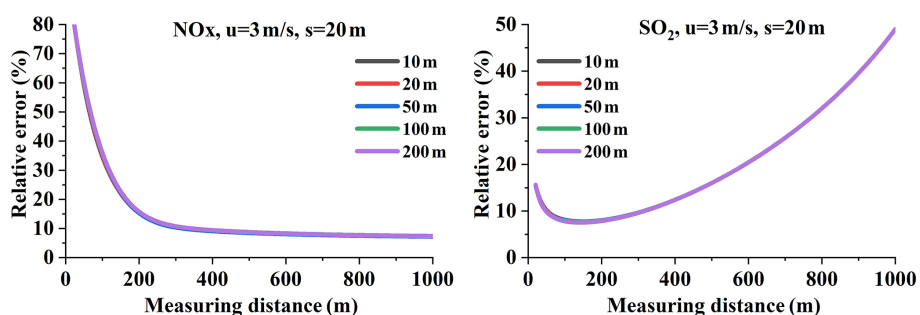 NOx, u=3 m/s, s=20 m
Relative error (%)
80
70
60
50
40
30
20
10
0
10 m
20 m
50 m
100 m
200 m
0
200
400
600
800
1000
Measuring distance (m)
SO2, u=3 m/s, s=20 m
Relative error (%)
50
40
30
20
10
0
10 m
20 m
50 m
100 m
200 m
0
200
400
600
800
1000
Measuring distance (m)